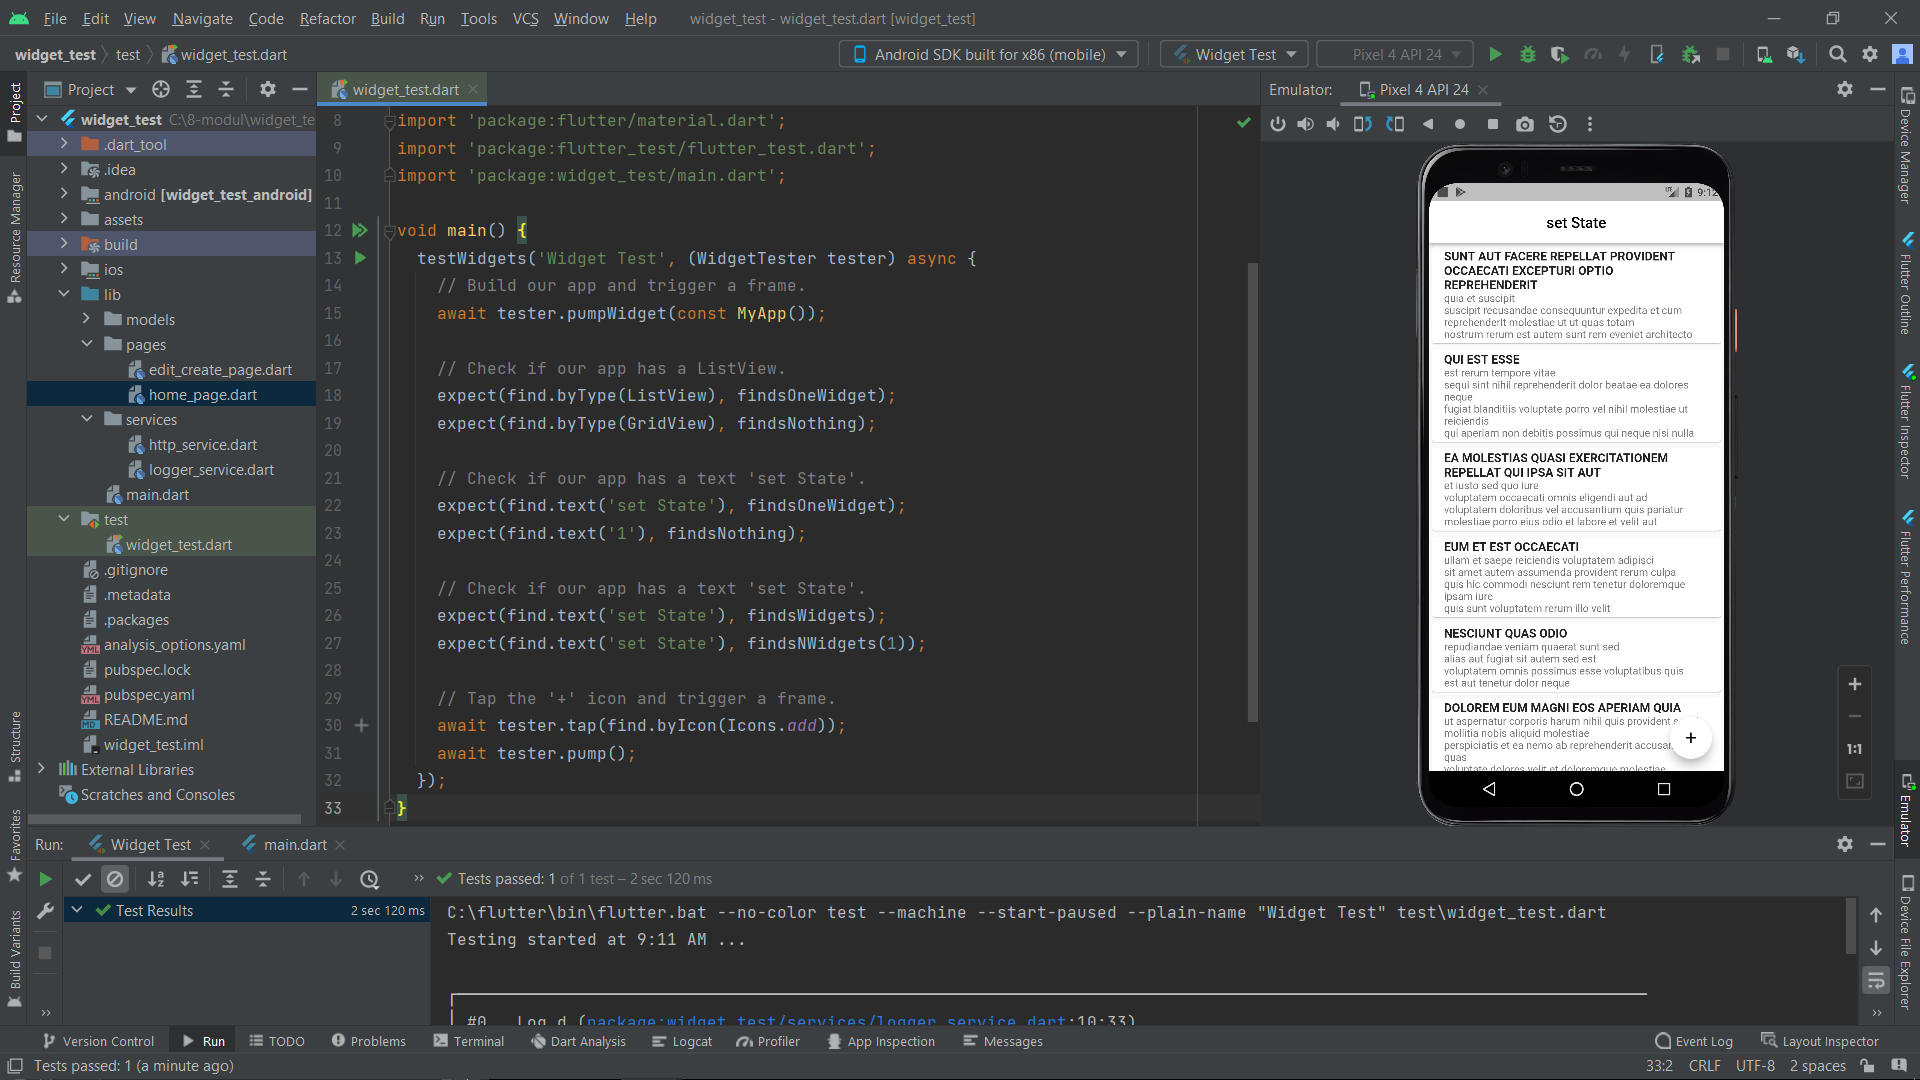 File Edit View Navigate Code Refactor Build Run Tools VCS Window Help widget_test - widget_test.dart [widget_test]
widget_test test widget_test.dart Android SDK built for x86 (mobile) Widget Test Pixel 4 API 24
Project
widget_test.dart
Emulator: Pixel 4 API 24
Project
Resource Manager
Structure
Favorites
Build Variants
widget_test C:\8-modul\widget_te
.dart_tool
.idea
android [widget_test_android]
assets
build
ios
lib
models
pages
edit_create_page.dart
home_page.dart
services
http_service.dart
logger_service.dart
main.dart
test
widget_test.dart
.gitignore
.metadata
.packages
analysis_options.yaml
pubspec.lock
pubspec.yaml
README.md
widget_test.iml
External Libraries
Scratches and Consoles
8 import 'package:flutter/material.dart';
9 import 'package:flutter_test/flutter_test.dart';
10 import 'package:widget_test/main.dart';
11
12 void main() {
13 testWidgets('Widget Test', (WidgetTester tester) async {
14 // Build our app and trigger a frame.
15 await tester.pumpWidget(const MyApp());
16
17 // Check if our app has a ListView.
18 expect(find.byType(ListView), findsOneWidget);
19 expect(find.byType(GridView), findsNothing);
20
21 // Check if our app has a text 'set State'.
22 expect(find.text('set State'), findsOneWidget);
23 expect(find.text('1'), findsNothing);
24
25 // Check if our app has a text 'set State'.
26 expect(find.text('set State'), findsWidgets);
27 expect(find.text('set State'), findsNWidgets(1));
28
29 // Tap the '+' icon and trigger a frame.
30 await tester.tap(find.byIcon(Icons.add));
31 await tester.pump();
32 });
33 }
9:12
set State
SUNT AUT FACERE REPELLAT PROVIDENT
OCCAECATI EXCEPTURI OPTIO
REPREHENDERIT
quia et suscipit
suscipit recusandae consequuntur expedita et cum
reprehenderit molestiae ut ut quas totam
nostrum rerum est autem sunt rem eveniet architecto
QUI EST ESSE
est rerum tempore vitae
sequi sint nihil reprehenderit dolor beatae ea dolores
neque
fugiat blanditiis voluptate porro vel nihil molestiae ut
reiciendis
qui aperiam non debitis possimus qui neque nisi nulla
EA MOLESTIAS QUASI EXERCITATIONEM
REPELLAT QUI IPSA SIT AUT
et iusto sed quo iure
voluptatem occaecati omnis eligendi aut ad
voluptatem doloribus vel accusantium quis pariatur
molestiae porro eius odio et labore et velit aut
EUM ET EST OCCAECATI
ullam et saepe reiciendis voluptatem adipisci
sit amet autem assumenda provident rerum culpa
quis hic commodi nesciunt rem tenetur doloremque
ipsam iure
quis sunt voluptatem rerum illo velit
NESCIUNT QUAS ODIO
repudiandae veniam quaerat sunt sed
alias aut fugiat sit autem sed est
voluptatem omnis possimus esse voluptatibus quis
est aut tenetur dolor neque
DOLOREM EUM MAGNI EOS APERIAM QUIA
ut aspernatur corporis harum nihil quis provident
mollitia nobis aliquid molestiae
perspiciatis et ea nemo ab reprehenderit accusan
quas
voluptate dolores velit et doloremque molestiae
1:1
Device Manager
Flutter Outline
Flutter Inspector
Flutter Performance
Emulator
Device File Explorer
Run: Widget Test main.dart
Tests passed: 1 of 1 test – 2 sec 120 ms
Test Results 2 sec 120 ms
C:\flutter\bin\flutter.bat --no-color test --machine --start-paused --plain-name "Widget Test" test\widget_test.dart
Testing started at 9:11 AM ...
#0 Log.d (package:widget_test/services/logger_service.dart:10:33)
Version Control Run TODO Problems Terminal Dart Analysis Logcat Profiler App Inspection Messages Event Log Layout Inspector
Tests passed: 1 (a minute ago) 33:2 CRLF UTF-8 2 spaces